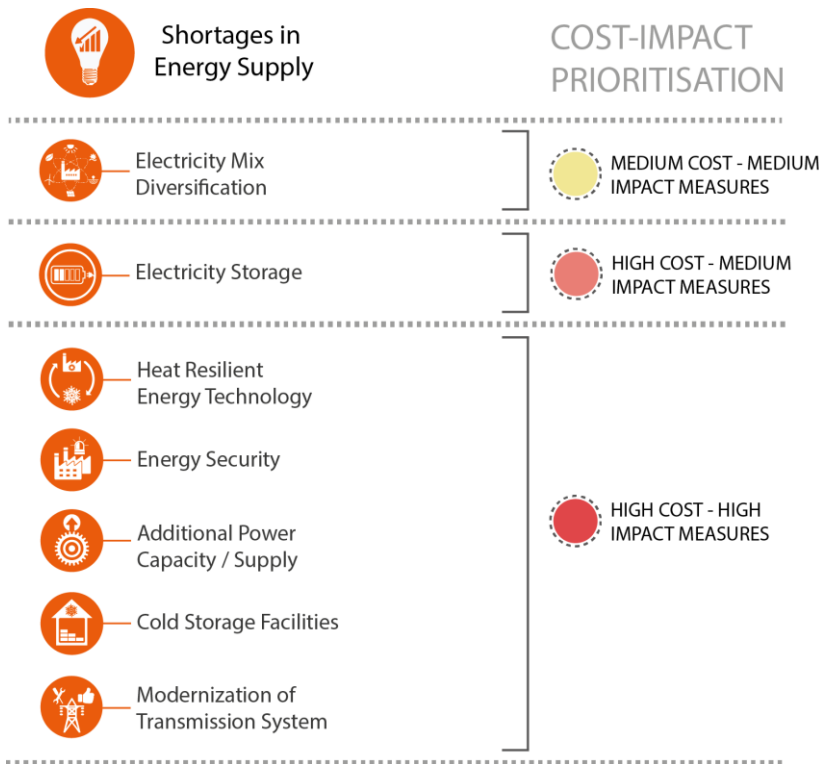 Shortages in
Energy Supply
COST-IMPACT
PRIORITISATION
Electricity Mix
Diversification
MEDIUM COST - MEDIUM
IMPACT MEASURES
Electricity Storage
HIGH COST - MEDIUM
IMPACT MEASURES
Heat Resilient
Energy Technology
Energy Security
Additional Power
Capacity / Supply
Cold Storage Facilities
Modernization of
Transmission System
HIGH COST - HIGH
IMPACT MEASURES